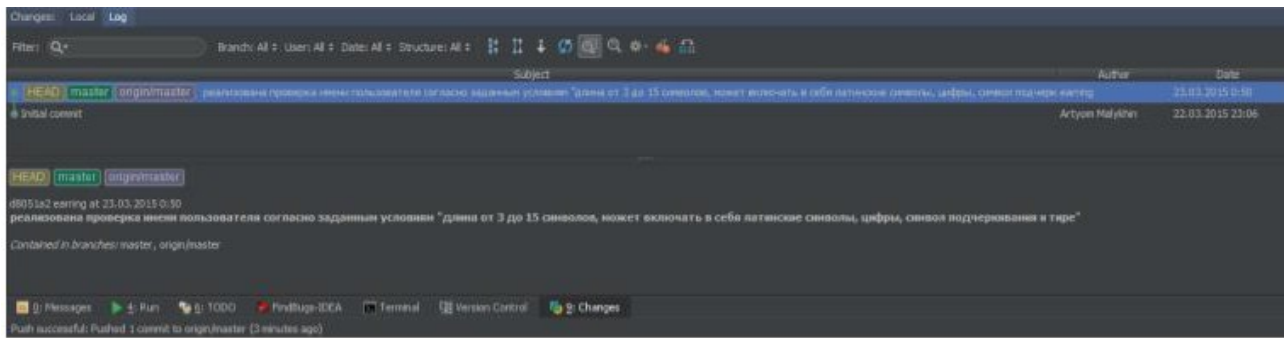 Changes: Local Log
Filter: Branch: All User: All Date: All Structure: All
Subject Author Date
HEAD master origin/master реализована проверка имени пользователя согласно заданным условиям "длина от 3 до 15 символов, может включать в себя латинские символы, цифры, символ подчерк earring 23.03.2015 0:50
Initial commit Artyom Malykhin 22.03.2015 23:06
HEAD master origin/master
d8051a2 earring at 23.03.2015 0:50
реализована проверка имени пользователя согласно заданным условиям "длина от 3 до 15 символов, может включать в себя латинские символы, цифры, символ подчеркивания и тире"
Contained in branches: master, origin/master
0: Messages 4: Run 6: TODO FindBugs-IDEA Terminal Version Control 9: Changes
Push successful: Pushed 1 commit to origin/master (3 minutes ago)